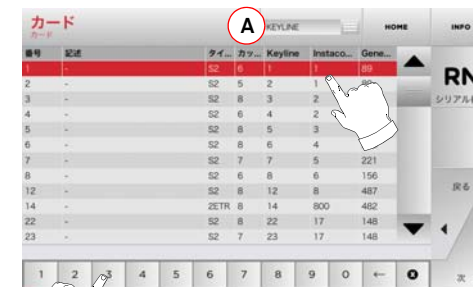 カード
カード
A
KEYLINE
HOME
INFO
番号 記述 タイ... カッ... Keyline Instaco... Gene...
1 - S2 6 1 1 89
2 - S2 5 2 1
3 - S2 8 3 2
4 - S2 6 4 2
5 - S2 8 5 3
6 - S2 8 6 4
7 - S2 7 7 5 221
8 - S2 6 8 6 156
12 - S2 8 12 8 487
14 - 2ETR 8 14 800 482
22 - S2 8 22 17 148
23 - S2 7 23 17 148
RN
シリアル
戻る
次
1 2 3 4 5 6 7 8 9 0 ←